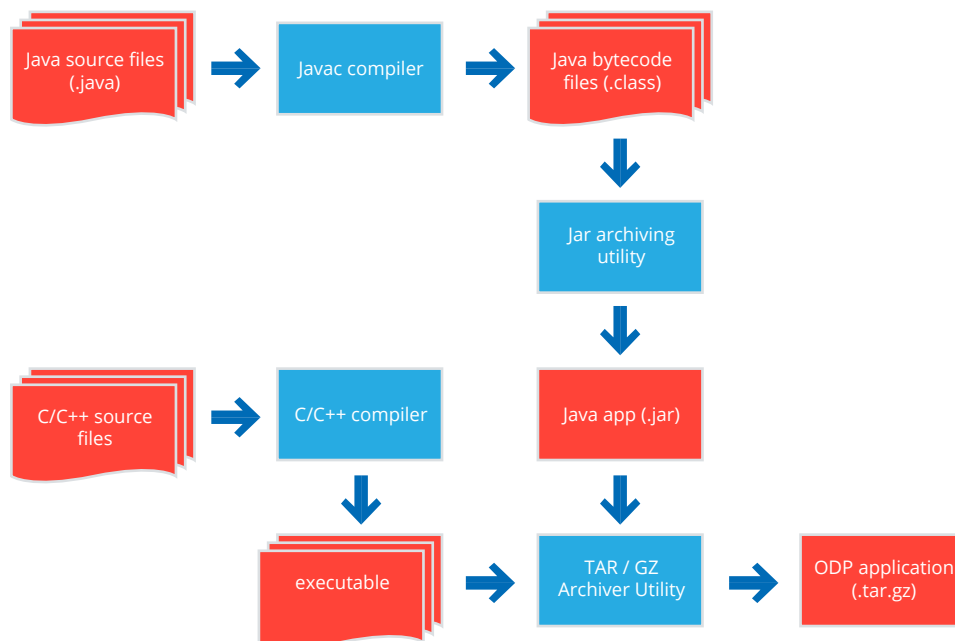 Java source files
(.java)
Javac compiler
Java bytecode
files (.class)
Jar archiving
utility
C/C++ source
files
C/C++ compiler
Java app (.jar)
executable
TAR / GZ
Archiver Utility
ODP application
(.tar.gz)